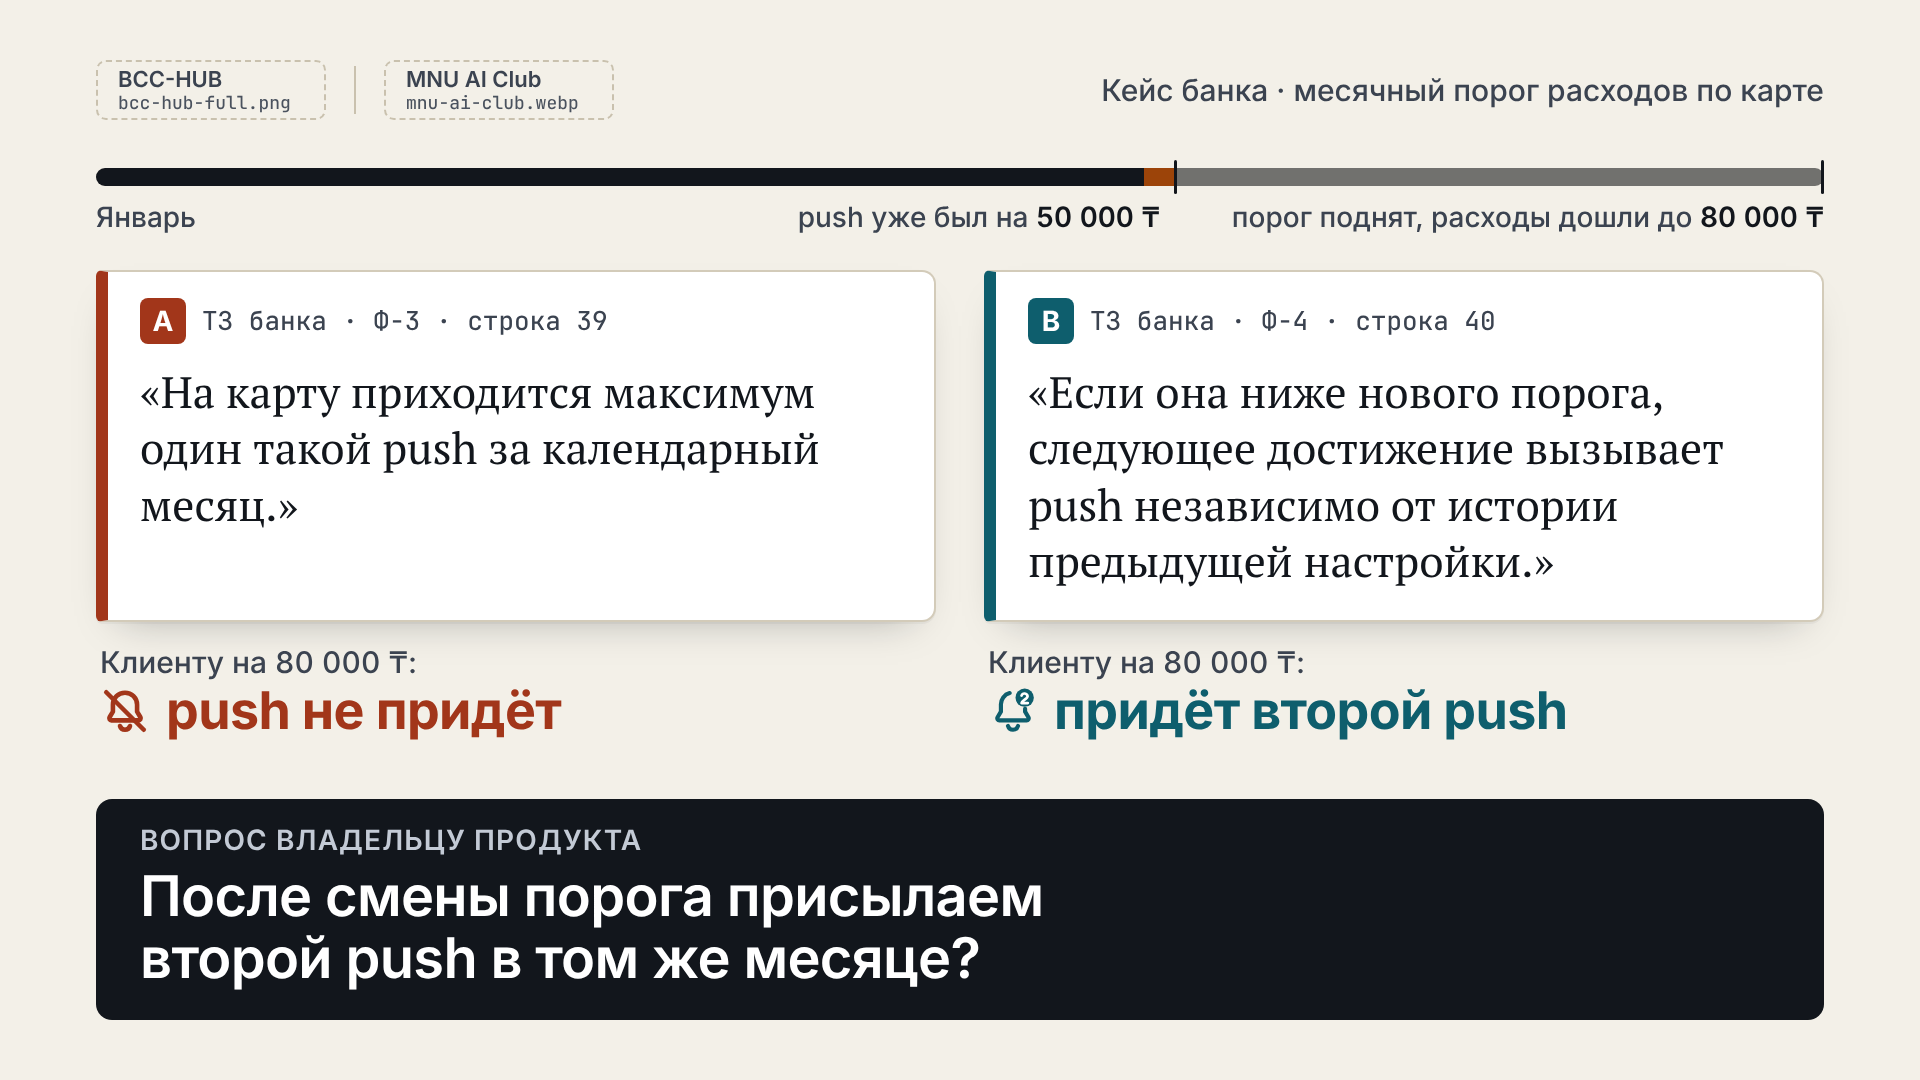 BCC-HUB
bcc-hub-full.png
MNU AI Club
mnu-ai-club.webp
Кейс банка · месячный порог расходов по карте
Январь
push уже был на 50 000 ₸
порог поднят, расходы дошли до 80 000 ₸
A
ТЗ банка · Ф-3 · строка 39
«На карту приходится максимум
один такой push за календарный
месяц.»
Клиенту на 80 000 ₸:
push не придёт
B
ТЗ банка · Ф-4 · строка 40
«Если она ниже нового порога,
следующее достижение вызывает
push независимо от истории
предыдущей настройки.»
Клиенту на 80 000 ₸:
2
придёт второй push
ВОПРОС ВЛАДЕЛЬЦУ ПРОДУКТА
После смены порога присылаем
второй push в том же месяце?